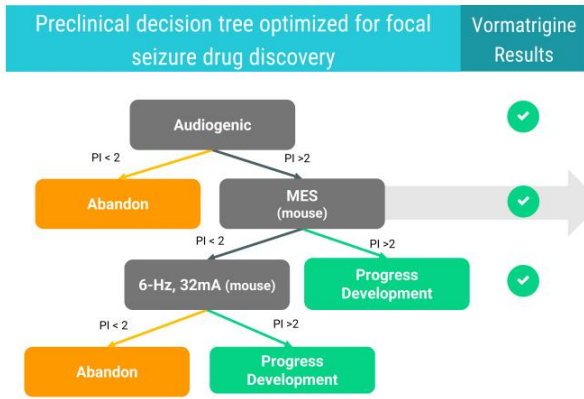 Preclinical decision tree optimized for focal
seizure drug discovery
Vormatrigine
Results
Audiogenic
PI < 2
PI >2
Abandon
MES
(mouse)
PI < 2
PI >2
6-Hz, 32mA (mouse)
Progress
Development
PI < 2
PI >2
Abandon
Progress
Development